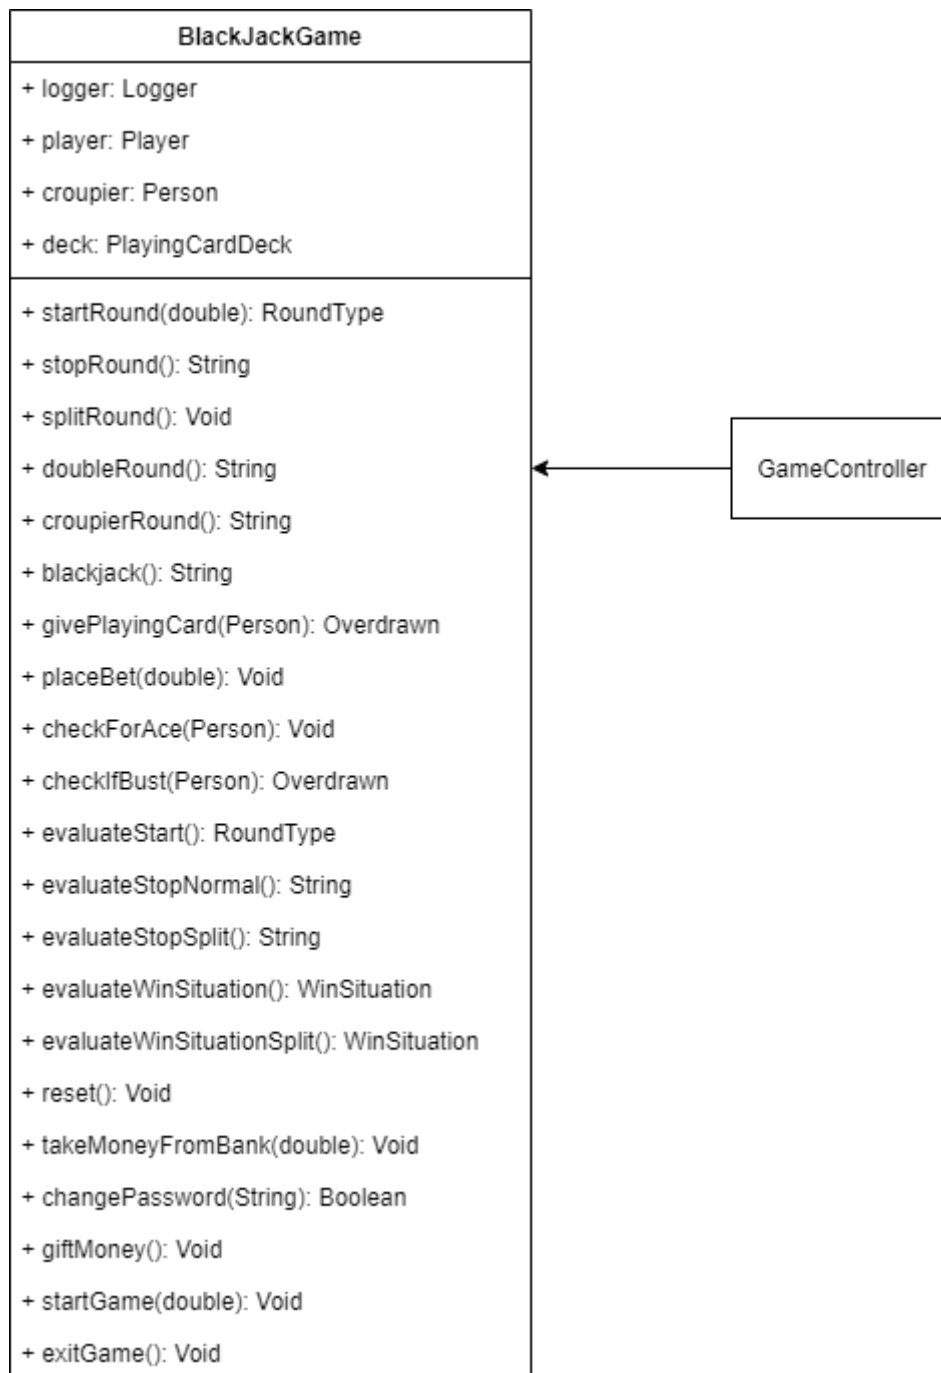 BlackJackGame
+ logger: Logger
+ player: Player
+ croupier: Person
+ deck: PlayingCardDeck
+ startRound(double): RoundType
+ stopRound(): String
+ splitRound(): Void
+ doubleRound(): String
+ croupierRound(): String
+ blackjack(): String
+ givePlayingCard(Person): Overdrawn
+ placeBet(double): Void
+ checkForAce(Person): Void
+ checkIfBust(Person): Overdrawn
+ evaluateStart(): RoundType
+ evaluateStopNormal(): String
+ evaluateStopSplit(): String
+ evaluateWinSituation(): WinSituation
+ evaluateWinSituationSplit(): WinSituation
+ reset(): Void
+ takeMoneyFromBank(double): Void
+ changePassword(String): Boolean
+ giftMoney(): Void
+ startGame(double): Void
+ exitGame(): Void
GameController